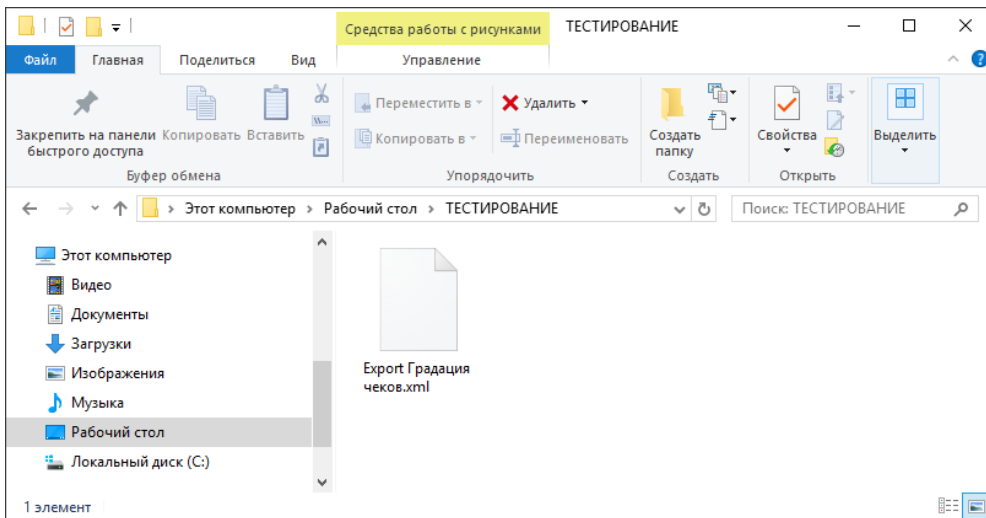 Средства работы с рисунками
ТЕСТИРОВАНИЕ
Файл
Главная
Поделиться
Вид
Управление
Закрепить на панели быстрого доступа
Копировать
Вставить
Переместить в
Копировать в
Удалить
Переименовать
Создать папку
Свойства
Выделить
Буфер обмена
Упорядочить
Создать
Открыть
Этот компьютер
Рабочий стол
ТЕСТИРОВАНИЕ
Поиск: ТЕСТИРОВАНИЕ
Этот компьютер
Видео
Документы
Загрузки
Изображения
Музыка
Рабочий стол
Локальный диск (C:)
Export Градация
чеков.xml
1 элемент